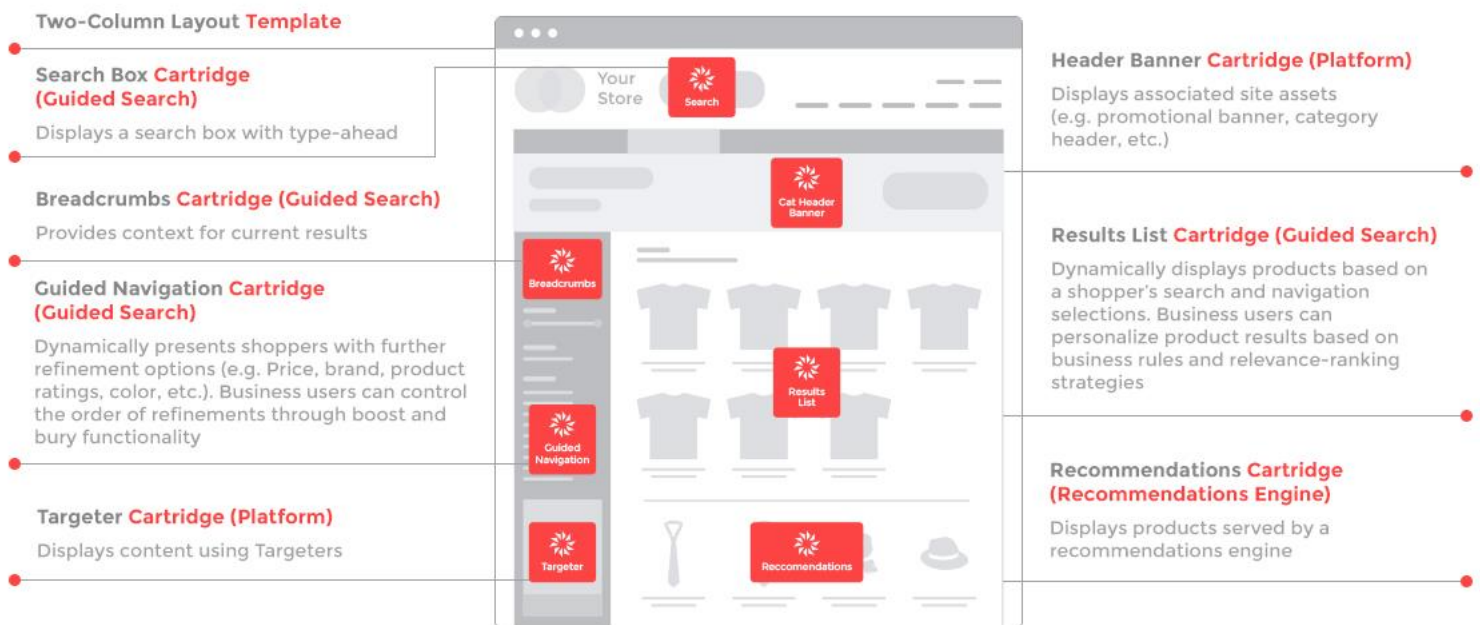 Two-Column Layout Template
Search Box Cartridge
(Guided Search)
Displays a search box with type-ahead
Breadcrumbs Cartridge (Guided Search)
Provides context for current results
Guided Navigation Cartridge
(Guided Search)
Dynamically presents shoppers with further
refinement options (e.g. Price, brand, product
ratings, color, etc.). Business users can control
the order of refinements through boost and
bury functionality
Targeter Cartridge (Platform)
Displays content using Targeters
Your
Store
Search
Cat Header
Banner
Breadcrumbs
Results
List
Guided
Navigation
Targeter
Reccomendations
Header Banner Cartridge (Platform)
Displays associated site assets
(e.g. promotional banner, category
header, etc.)
Results List Cartridge (Guided Search)
Dynamically displays products based on
a shopper's search and navigation
selections. Business users can
personalize product results based on
business rules and relevance-ranking
strategies
Recommendations Cartridge
(Recommendations Engine)
Displays products served by a
recommendations engine